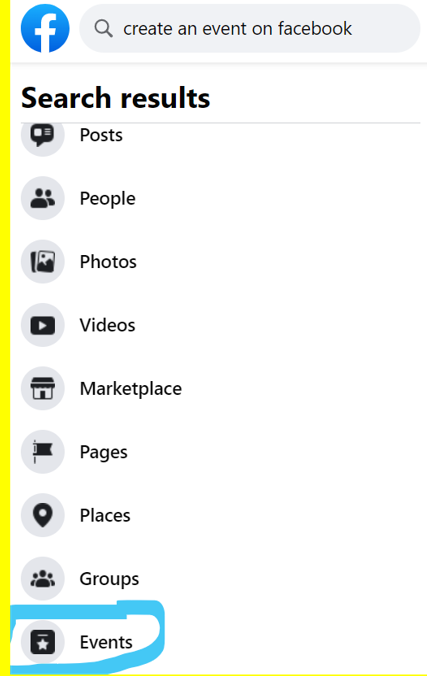 create an event on facebook
Search results
Posts
People
Photos
Videos
Marketplace
Pages
Places
Groups
Events